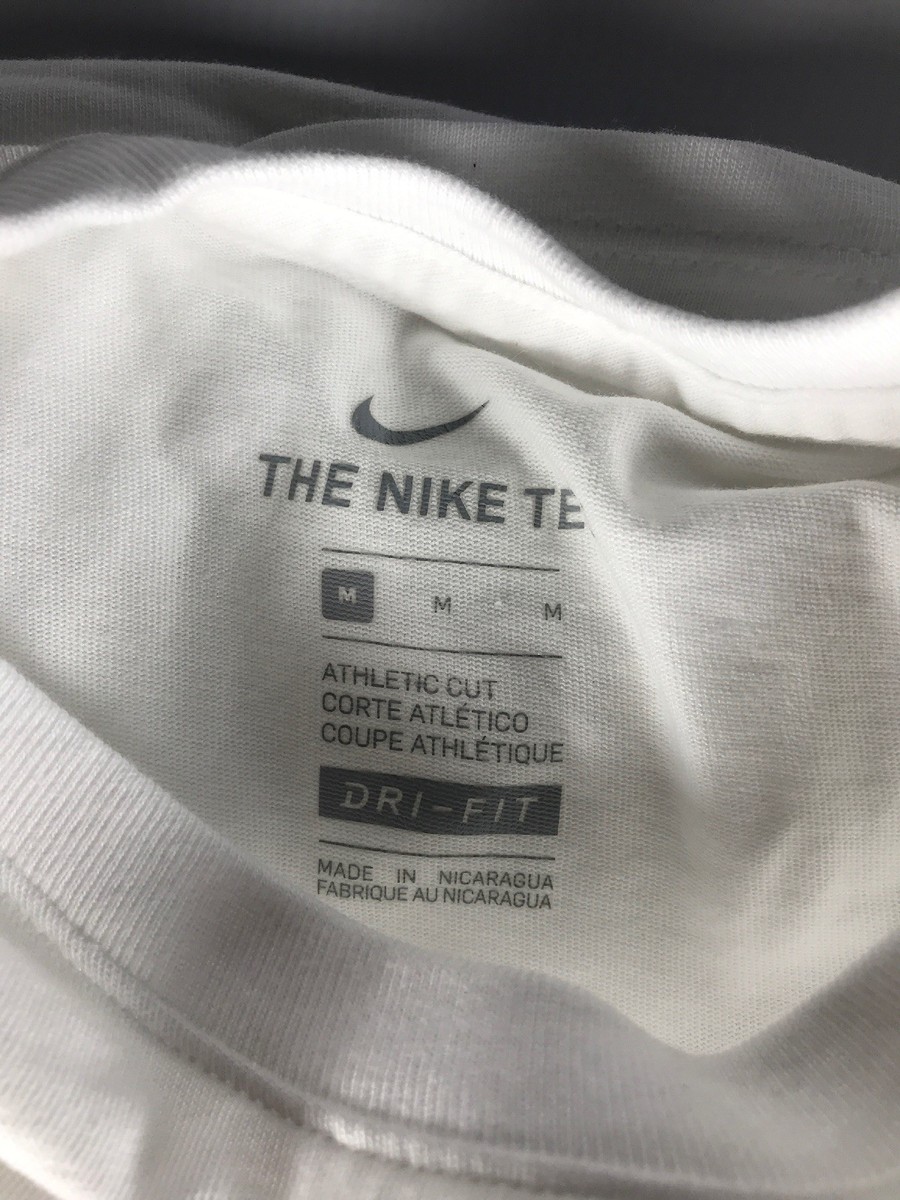 THE NIKE TE
M M M
ATHLETIC CUT
CORTE ATLÉTICO
COUPE ATHLÉTIQUE
DRI-FIT
MADE IN NICARAGUA
FABRIQUE AU NICARAGUA